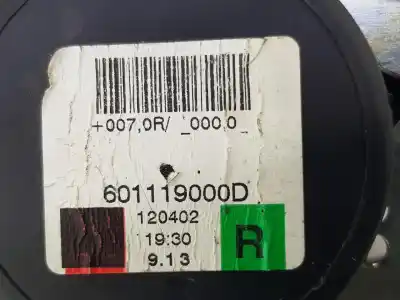 +007,0R/ _000,0_
601119000D
120402
19:30
9.13
R